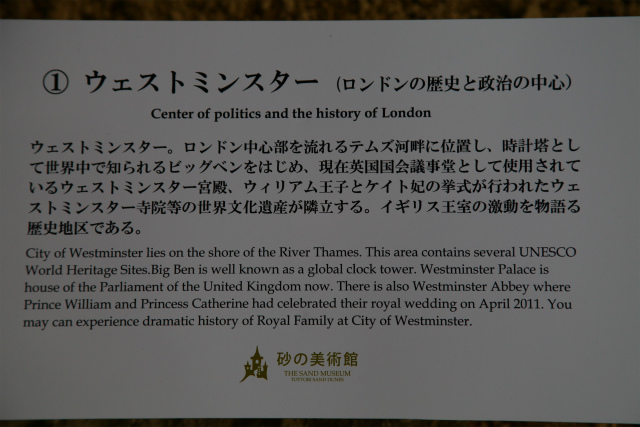 ① ウェストミンスター (ロンドンの歴史と政治の中心)
Center of politics and the history of London
ウェストミンスター。ロンドン中心部を流れるテムズ河畔に位置し、時計塔とし
て世界中で知られるビッグベンをはじめ、現在英国国会議事堂として使用されて
いるウェストミンスター宮殿、ウィリアム王子とケイト妃の挙式が行われたウェ
ストミンスター寺院等の世界文化遺産が隣立する。イギリス王室の激動を物語る
歴史地区である。
City of Westminster lies on the shore of the River Thames. This area contains several UNESCO
World Heritage Sites.Big Ben is well known as a global clock tower. Westminster Palace is
house of the Parliament of the United Kingdom now. There is also Westminster Abbey where
Prince William and Princess Catherine had celebrated their royal wedding on April 2011. You
may can experience dramatic history of Royal Family at City of Westminster.
砂の美術館
THE SAND MUSEUM
TOTTORI SAND DUNES